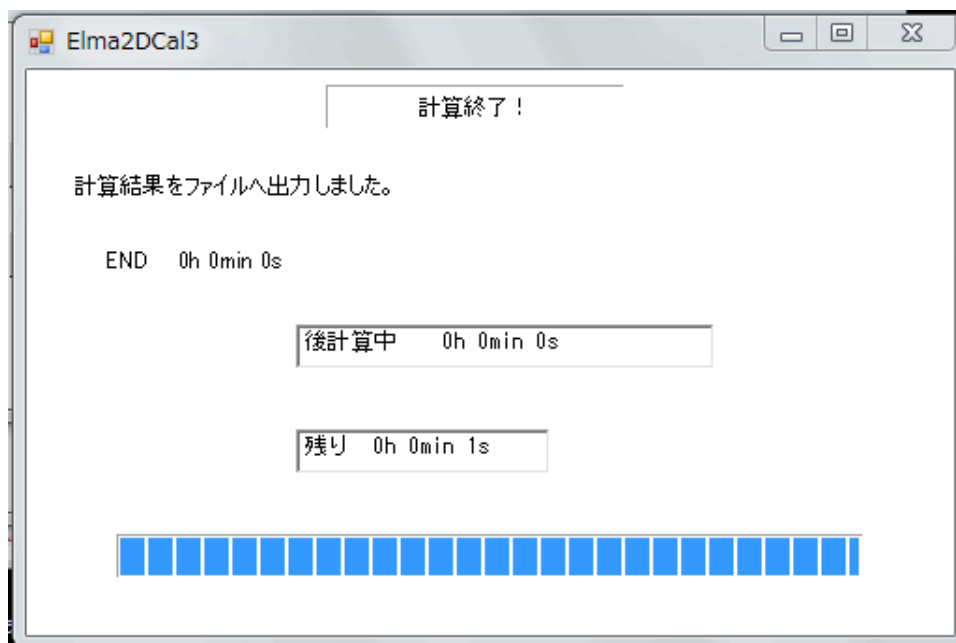 Elma2DCal3
計算終了！
計算結果をファイルへ出力しました。
END 0h 0min 0s
後計算中 0h 0min 0s
残り 0h 0min 1s